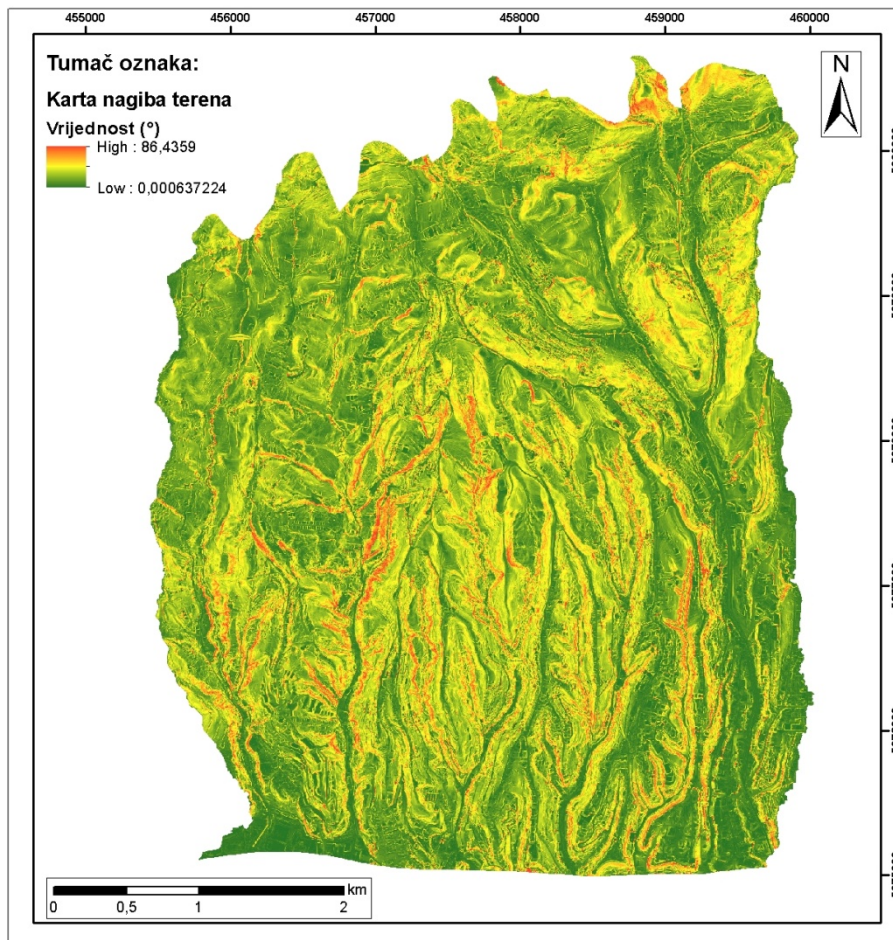 455000 456000 457000 458000 459000 460000
Tumač oznaka:
Karta nagiba terena
Vrijednost (°)
High : 86,4359
Low : 0,000637224
N
km
0 0,5 1 2